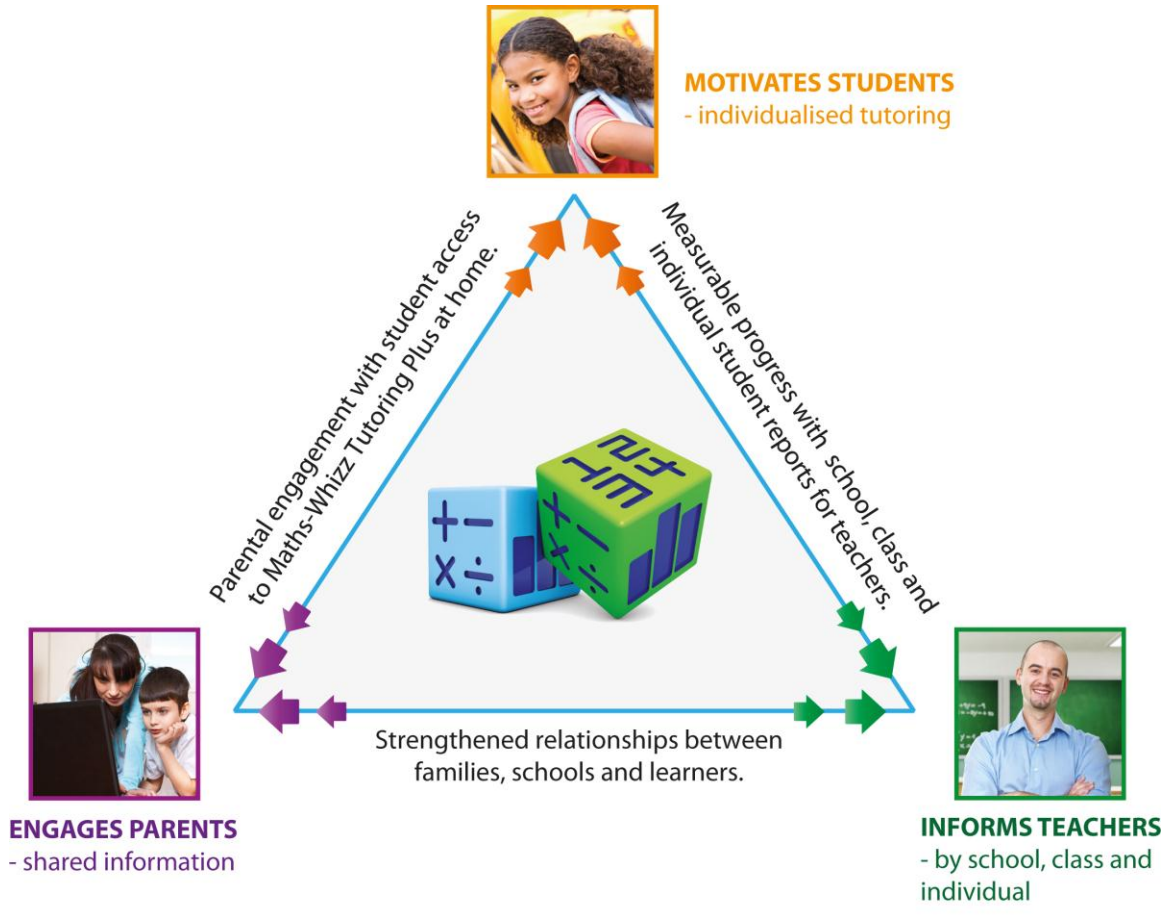 MOTIVATES STUDENTS
- individualised tutoring
Parental engagement with student access
to Maths-Whizz Tutoring Plus at home.
Measurable progress with school, class and
individual student reports for teachers.
+ −
× ÷
+ −
× ÷
Strengthened relationships between
families, schools and learners.
ENGAGES PARENTS
- shared information
INFORMS TEACHERS
- by school, class and
individual